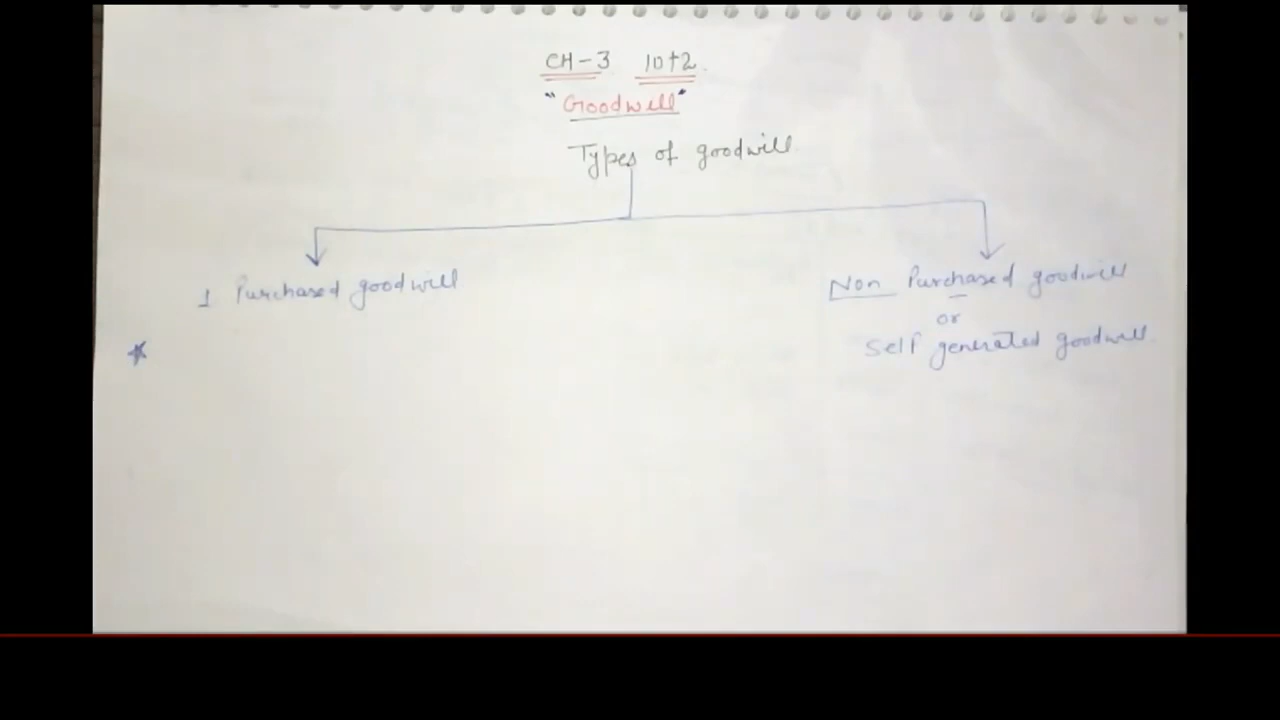 CH-3 10+2
"Goodwill"
Types of goodwill
1 Purchased goodwill
Non Purchased goodwill
or
Self generated goodwill